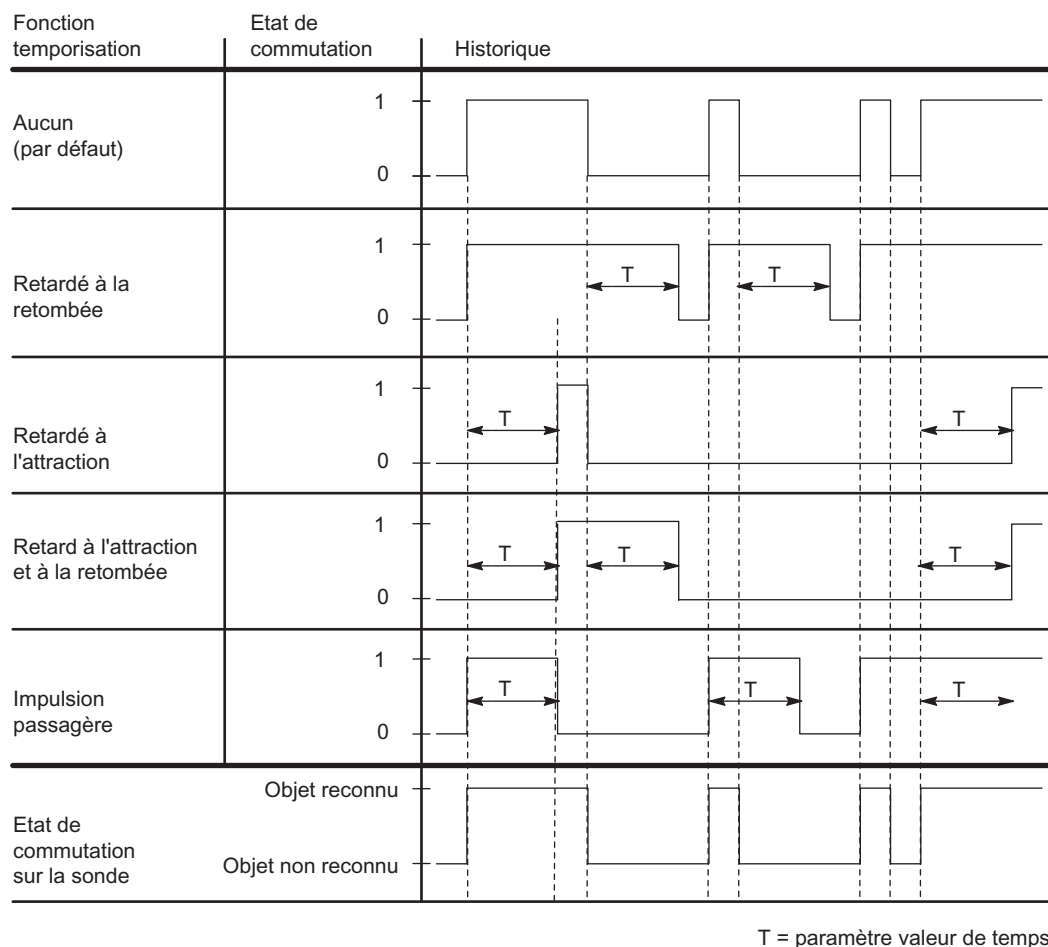 Fonction
temporisation
Etat de
commutation
Historique
Aucun
(par défaut)
1
0
Retardé à la
retombée
1
0
T
T
Retardé à
l'attraction
1
0
T
T
Retard à l'attraction
et à la retombée
1
0
T
T
T
Impulsion
passagère
1
0
T
T
T
Etat de
commutation
sur la sonde
Objet reconnu
Objet non reconnu
T = paramètre valeur de temps